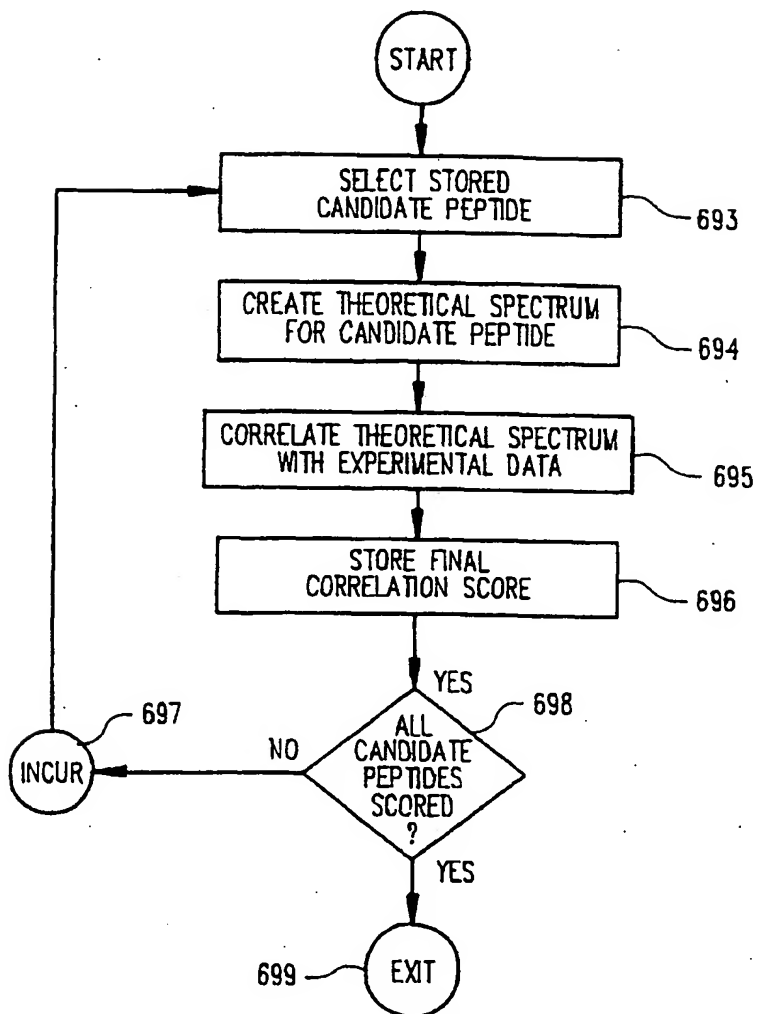 START
SELECT STORED
CANDIDATE PEPTIDE
693
CREATE THEORETICAL SPECTRUM
FOR CANDIDATE PEPTIDE
694
CORRELATE THEORETICAL SPECTRUM
WITH EXPERIMENTAL DATA
695
STORE FINAL
CORRELATION SCORE
696
YES
698
697
INCUR
NO
ALL
CANDIDATE
PEPTIDES
SCORED
?
YES
699
EXIT